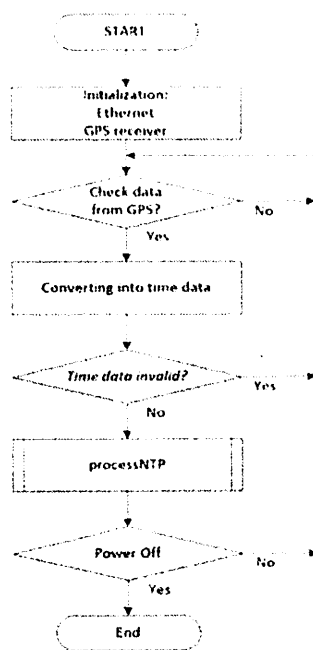 START
Initialization:
Ethernet
GPS receiver
Check data
from GPS?
No
Yes
Converting into time data
Time data invalid?
Yes
No
processNTP
Power Off
No
Yes
End